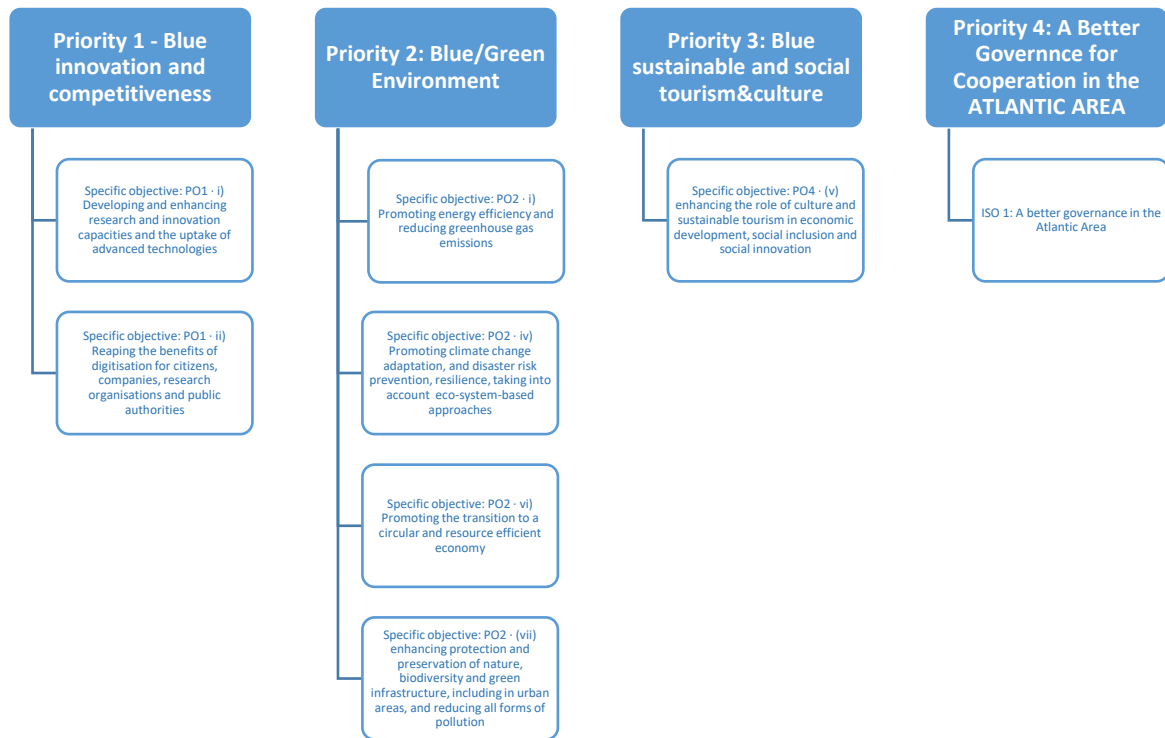 Priority 1 - Blue
innovation and
competitiveness
Specific objective: PO1 · i)
Developing and enhancing
research and innovation
capacities and the uptake of
advanced technologies
Specific objective: PO1 · ii)
Reaping the benefits of
digitisation for citizens,
companies, research
organisations and public
authorities
Priority 2: Blue/Green
Environment
Specific objective: PO2 · i)
Promoting energy efficiency and
reducing greenhouse gas
emissions
Specific objective: PO2 · iv)
Promoting climate change
adaptation, and disaster risk
prevention, resilience, taking into
account eco-system-based
approaches
Specific objective: PO2 · vi)
Promoting the transition to a
circular and resource efficient
economy
Specific objective: PO2 · (vii)
enhancing protection and
preservation of nature,
biodiversity and green
infrastructure, including in urban
areas, and reducing all forms of
pollution
Priority 3: Blue
sustainable and social
tourism&culture
Specific objective: PO4 · (v)
enhancing the role of culture and
sustainable tourism in economic
development, social inclusion and
social innovation
Priority 4: A Better
Governnce for
Cooperation in the
ATLANTIC AREA
ISO 1: A better governance in the
Atlantic Area